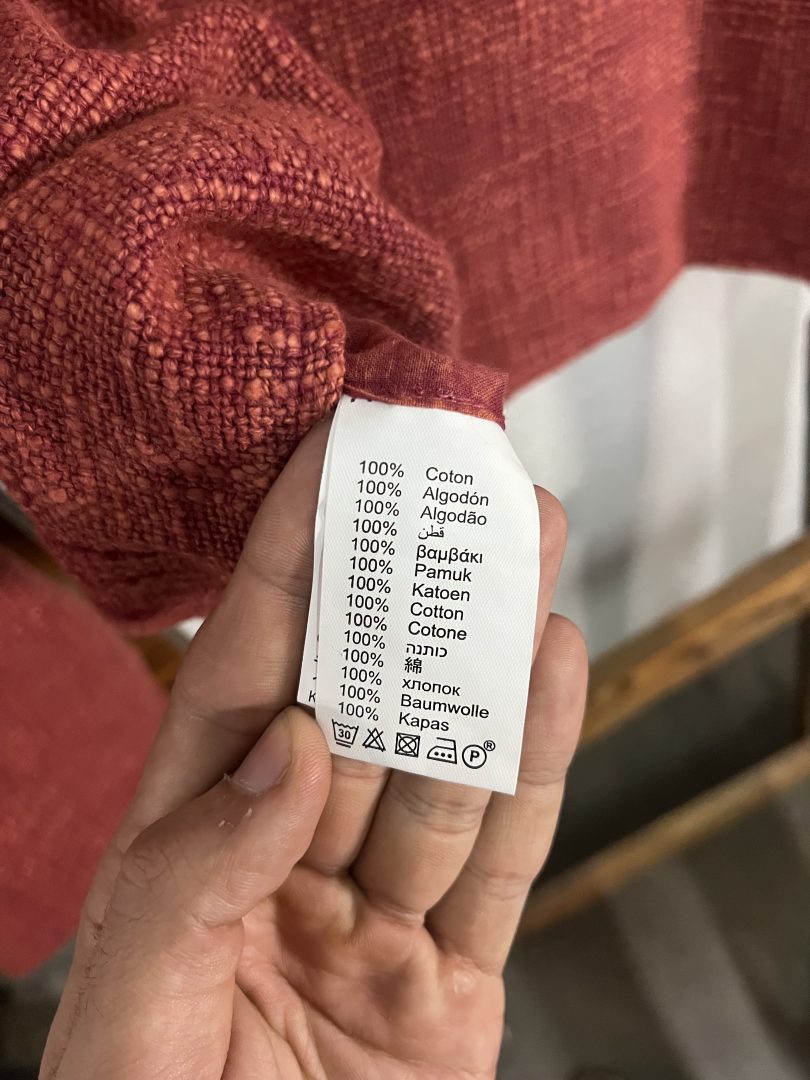 100% Coton
100% Algodón
100% Algodão
100% قطن
100% βαμβάκι
100% Pamuk
100% Katoen
100% Cotton
100% Cotone
100% כותנה
100% 綿
100% хлопок
100% Baumwolle
100% Kapas
30 P®